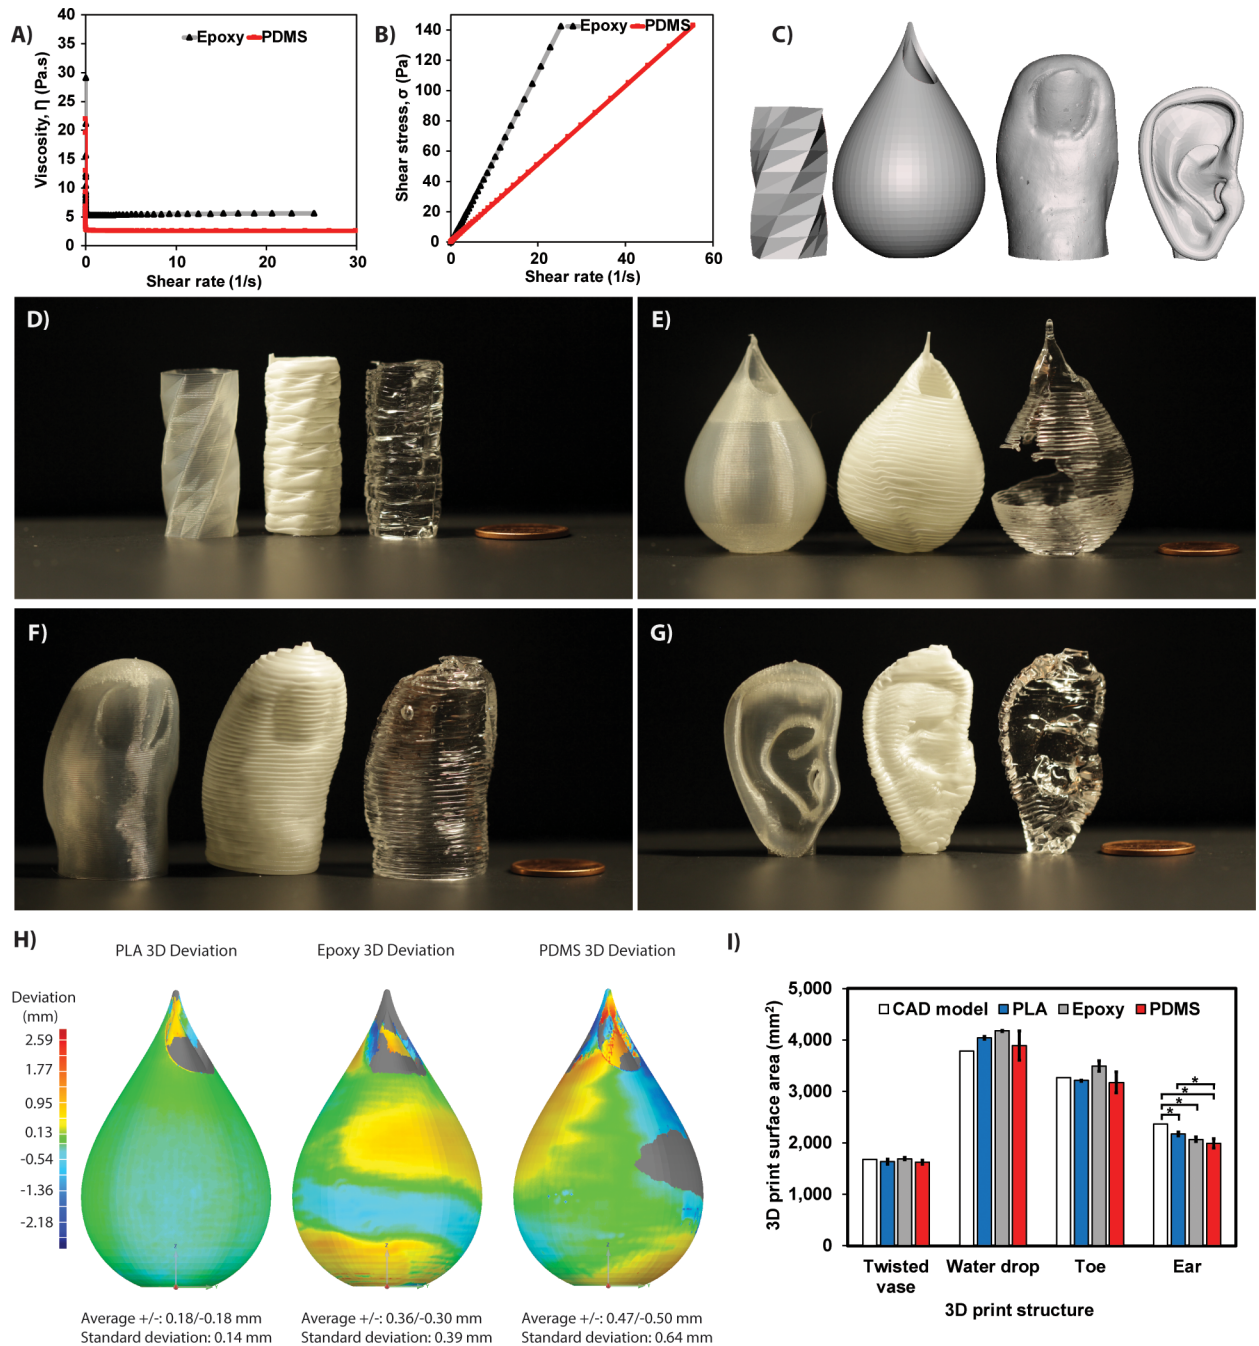 A)
40
35
30
25
20
15
10
5
0
Viscosity, η (Pa.s)
Epoxy PDMS
0 10 20 30
Shear rate (1/s)
B)
140
120
100
80
60
40
20
0
Shear stress, σ (Pa)
Epoxy PDMS
0 20 40 60
Shear rate (1/s)
C)
D)
E)
F)
G)
H)
PLA 3D Deviation
Epoxy 3D Deviation
PDMS 3D Deviation
Deviation
(mm)
2.59
1.77
0.95
0.13
-0.54
-1.36
-2.18
Average +/-: 0.18/-0.18 mm
Standard deviation: 0.14 mm
Average +/-: 0.36/-0.30 mm
Standard deviation: 0.39 mm
Average +/-: 0.47/-0.50 mm
Standard deviation: 0.64 mm
I)
5,000
4,000
3,000
2,000
1,000
0
3D print surface area (mm²)
CAD model PLA Epoxy PDMS
*
*
*
*
Twisted
vase
Water drop
Toe
Ear
3D print structure